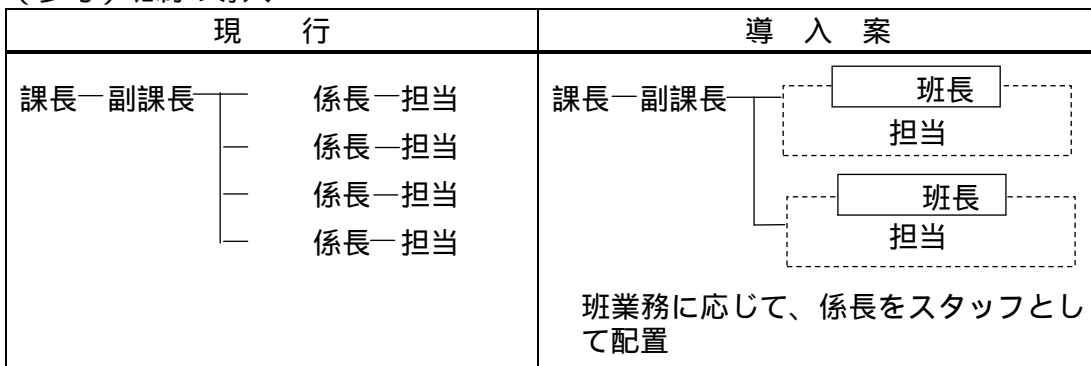 現 行
導 入 案
課長―副課長― 係長―担当
― 係長―担当
― 係長―担当
― 係長―担当
課長―副課長
班長
担当
班長
担当
班業務に応じて、係長をスタッフとし
て配置